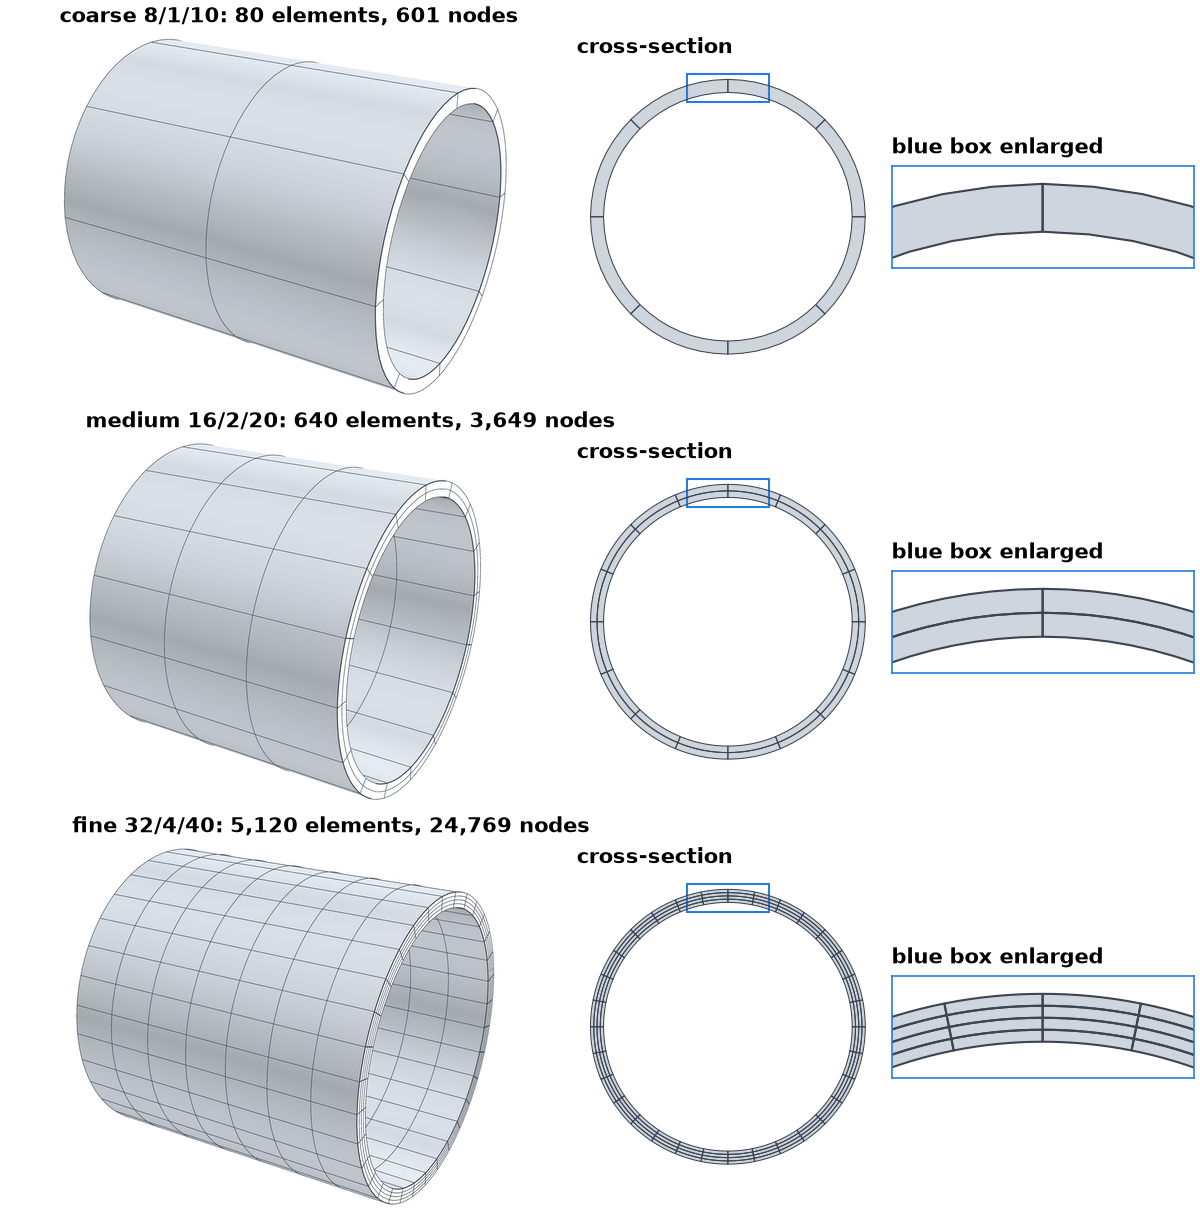 coarse 8/1/10: 80 elements, 601 nodes
cross-section
blue box enlarged
medium 16/2/20: 640 elements, 3,649 nodes
cross-section
blue box enlarged
fine 32/4/40: 5,120 elements, 24,769 nodes
cross-section
blue box enlarged